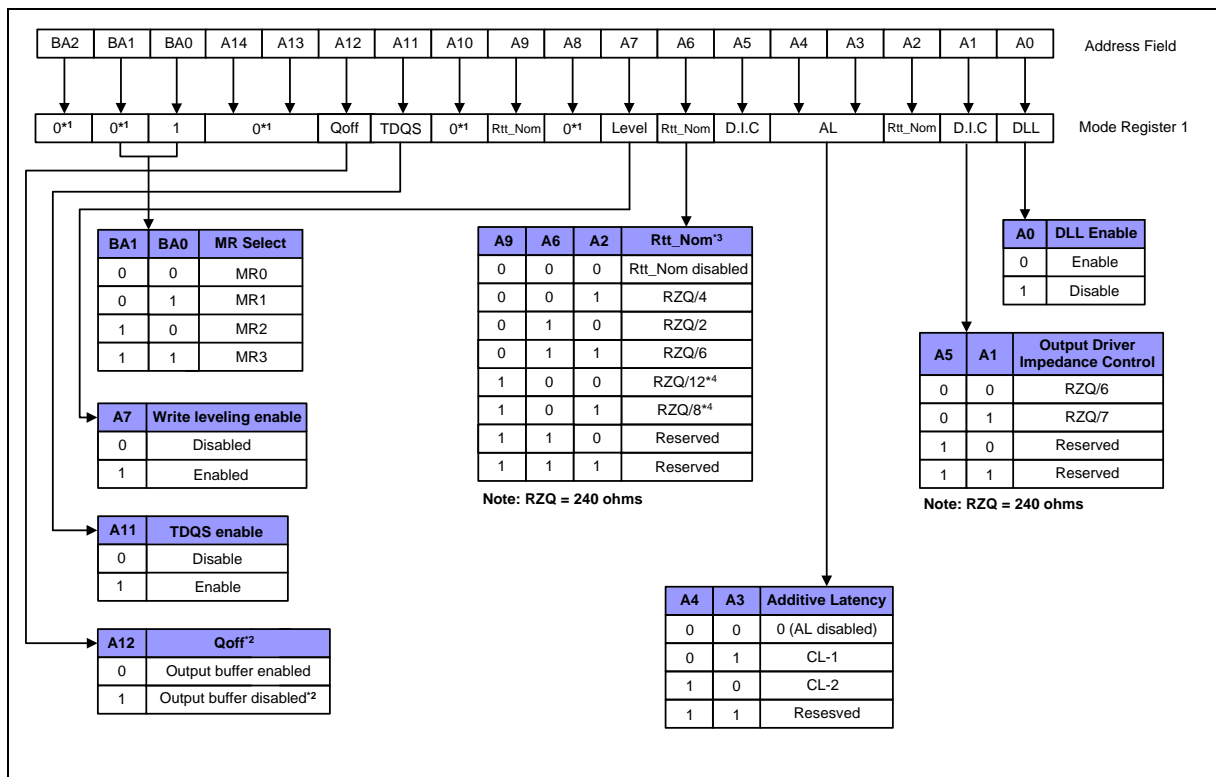 BA2 BA1 BA0 A14 A13 A12 A11 A10 A9 A8 A7 A6 A5 A4 A3 A2 A1 A0 Address Field
0*1 0*1 1 0*1 Qoff TDQS 0*1 Rtt_Nom 0*1 Level Rtt_Nom D.I.C AL Rtt_Nom D.I.C DLL Mode Register 1
BA1 BA0 MR Select
0 0 MR0
0 1 MR1
1 0 MR2
1 1 MR3
A7 Write leveling enable
0 Disabled
1 Enabled
A11 TDQS enable
0 Disable
1 Enable
A12 Qoff*2
0 Output buffer enabled
1 Output buffer disabled*2
A9 A6 A2 Rtt_Nom*3
0 0 0 Rtt_Nom disabled
0 0 1 RZQ/4
0 1 0 RZQ/2
0 1 1 RZQ/6
1 0 0 RZQ/12*4
1 0 1 RZQ/8*4
1 1 0 Reserved
1 1 1 Reserved
Note: RZQ = 240 ohms
A4 A3 Additive Latency
0 0 0 (AL disabled)
0 1 CL-1
1 0 CL-2
1 1 Resesved
A0 DLL Enable
0 Enable
1 Disable
A5 A1 Output Driver
Impedance Control
0 0 RZQ/6
0 1 RZQ/7
1 0 Reserved
1 1 Reserved
Note: RZQ = 240 ohms